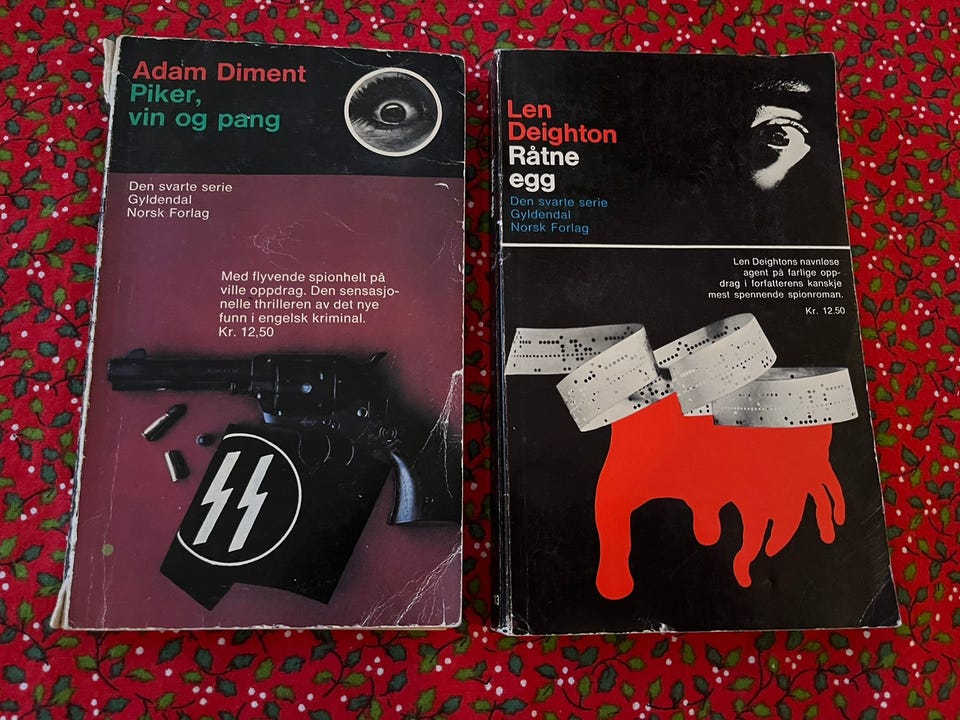 Adam Diment
Piker,
vin og pang
Den svarte serie
Gyldendal
Norsk Forlag
Med flyvende spionhelt på
ville oppdrag. Den sensasjo-
nelle thrilleren av det nye
funn i engelsk kriminal.
Kr. 12,50
Len
Deighton
Råtne
egg
Den svarte serie
Gyldendal
Norsk Forlag
Len Deightons navnløse
agent på farlige opp-
drag i forfatterens kanskje
mest spennende spionroman.
Kr. 12.50